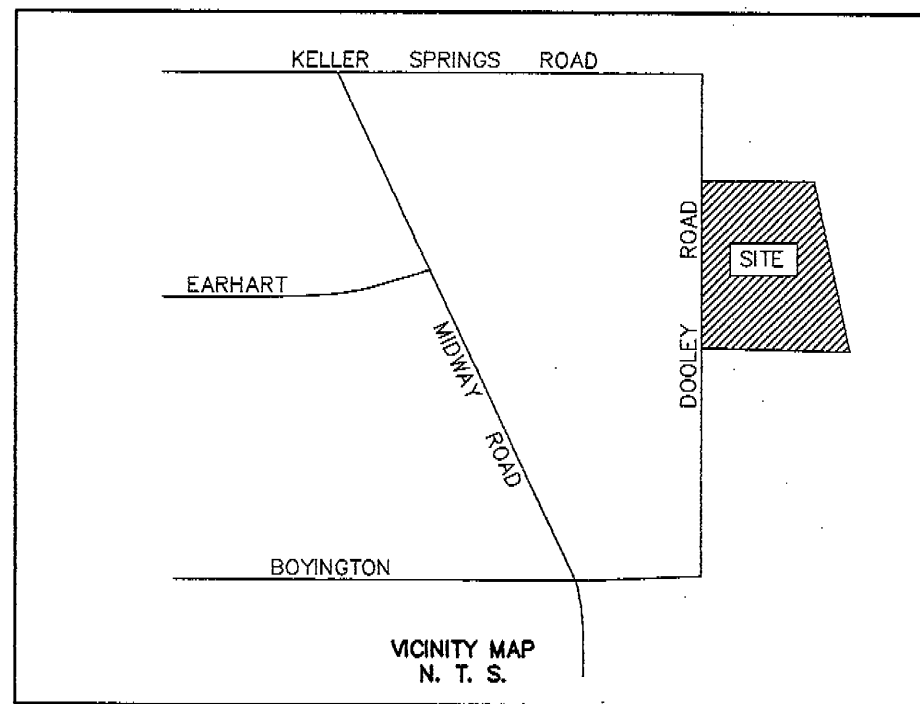 KELLER SPRINGS ROAD
DOOLEY ROAD
SITE
EARHART
MIDWAY ROAD
BOYINGTON
VICINITY MAP
N. T. S.